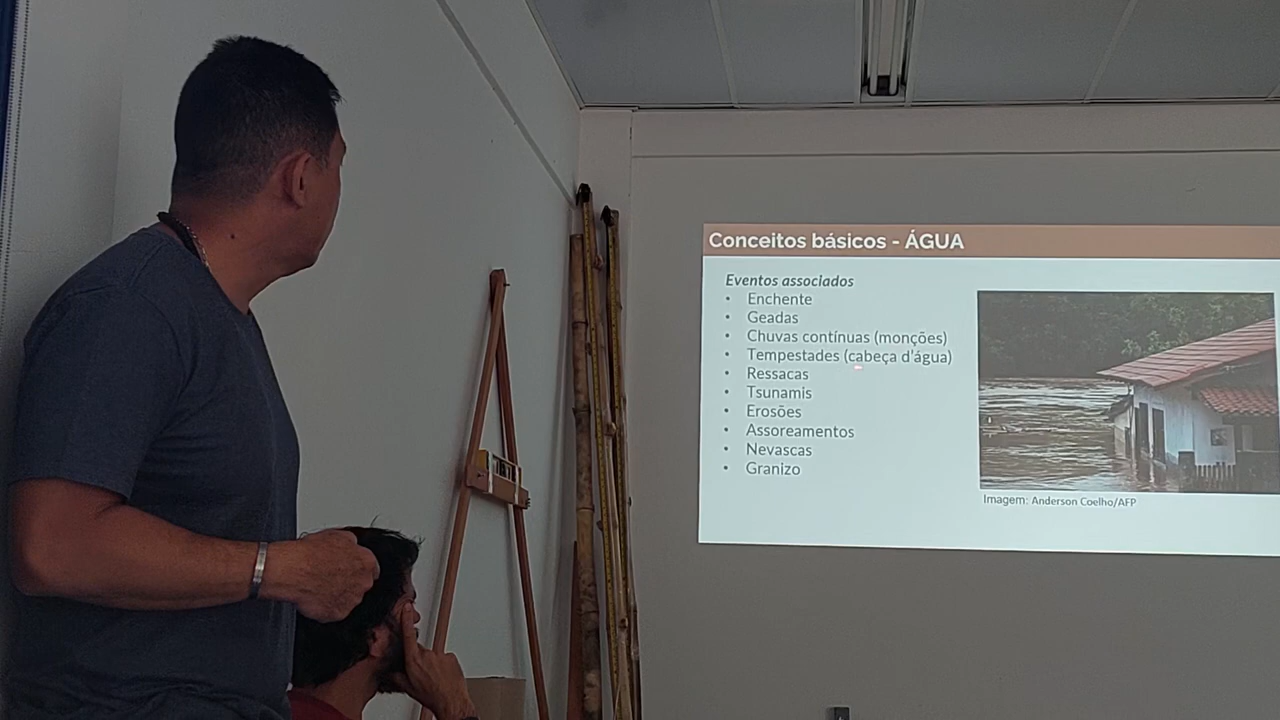 Conceitos básicos - ÁGUA
Eventos associados
• Enchente
• Geadas
• Chuvas contínuas (monções)
• Tempestades (cabeça d'água)
• Ressacas
• Tsunamis
• Erosões
• Assoreamentos
• Nevascas
• Granizo
Imagem: Anderson Coelho/AFP